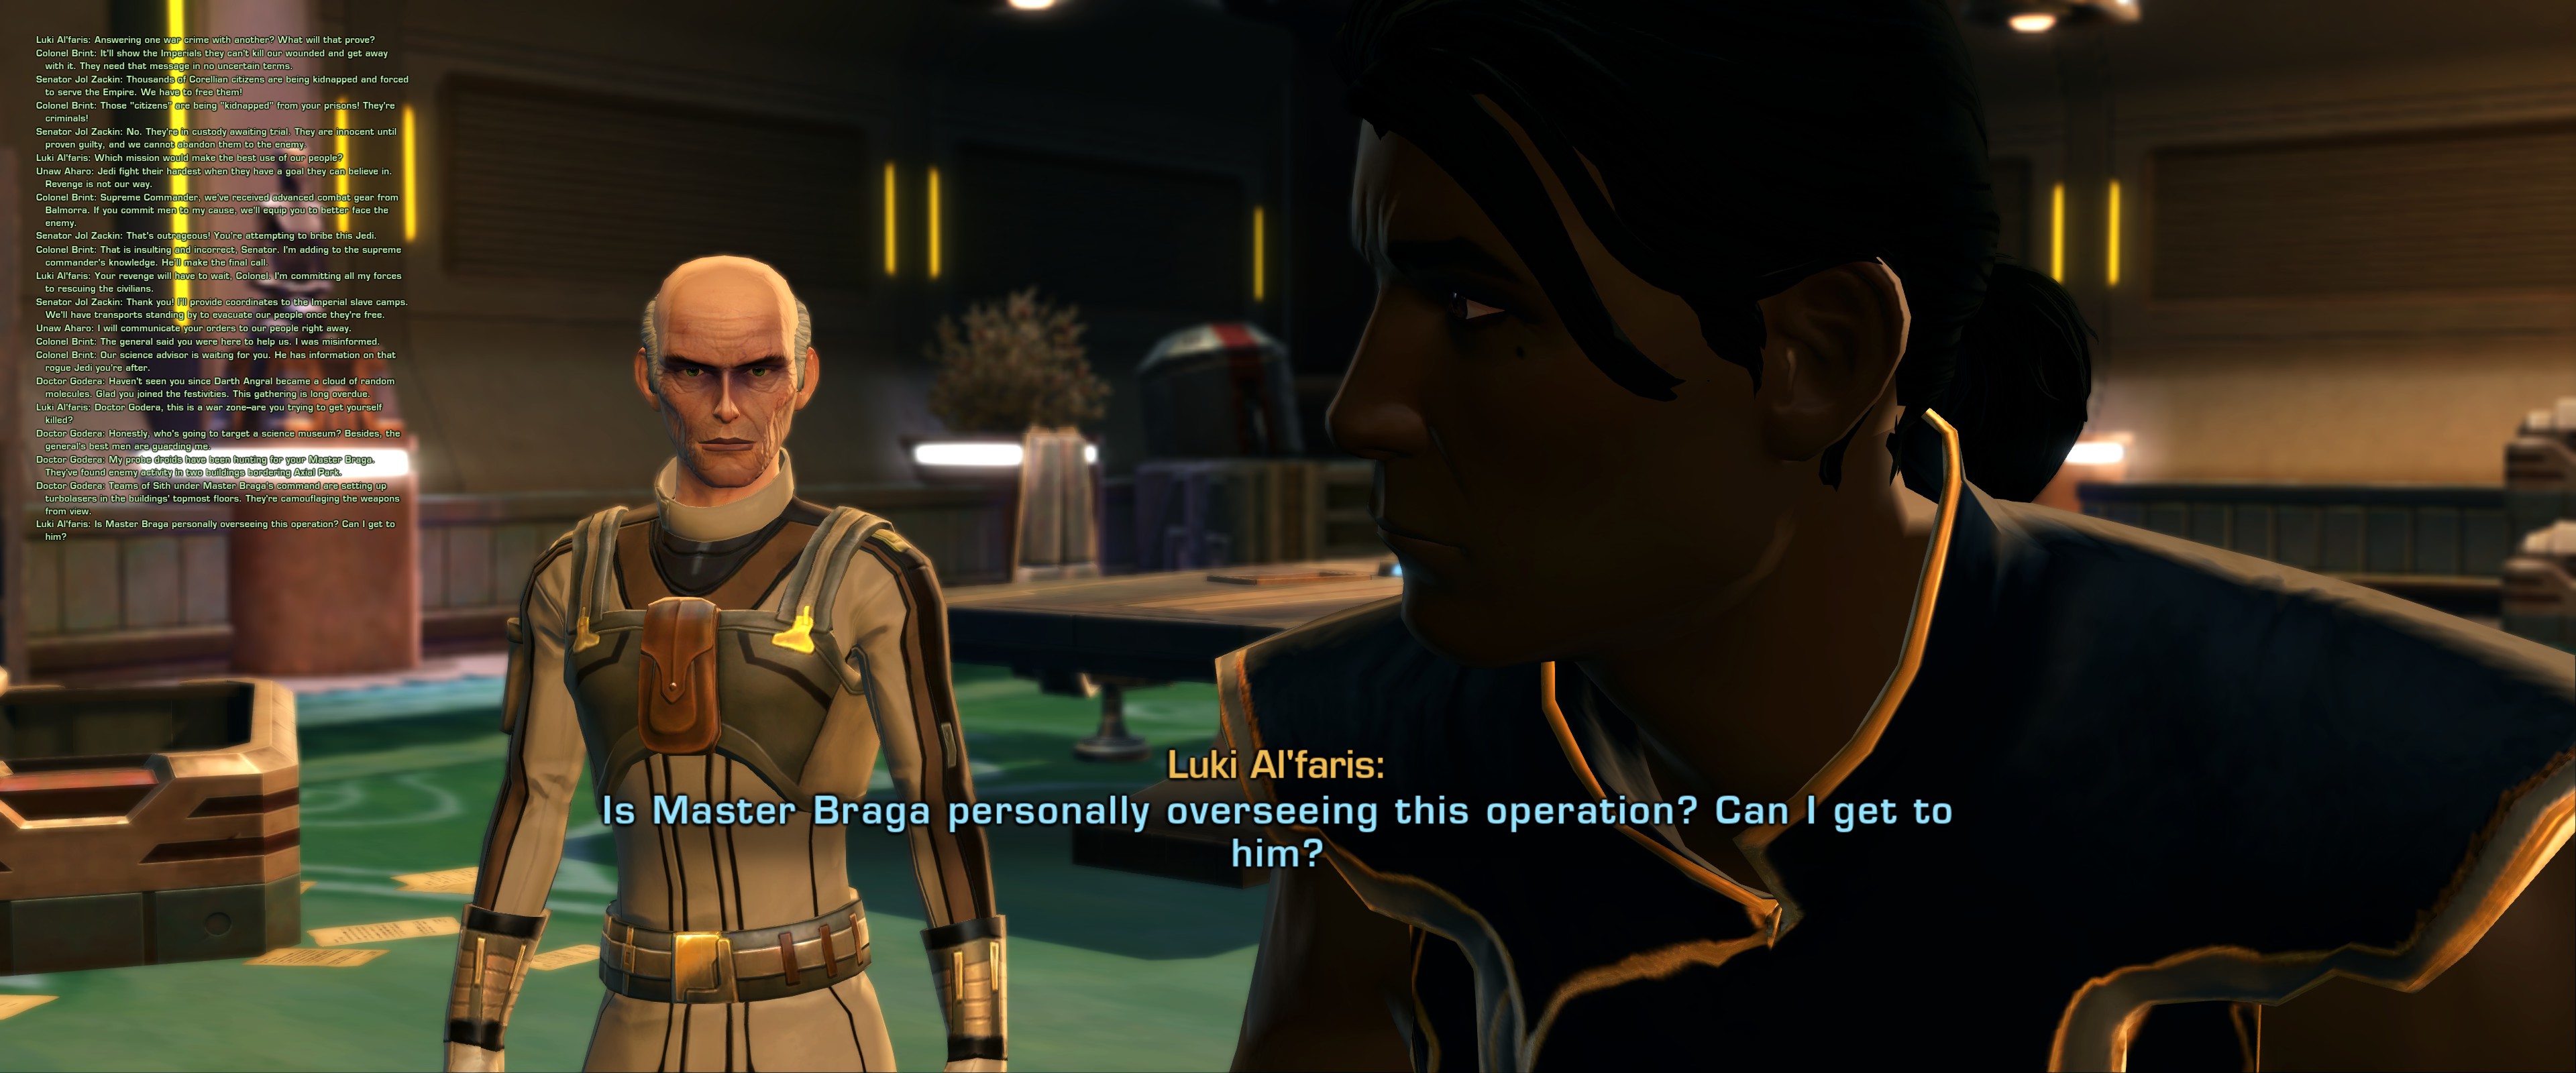 Luki Al'faris: Answering one war crime with another? What will that prove?
Colonel Brint: It'll show the Imperials they can't kill our wounded and get away
with it. They need that message in no uncertain terms.
Senator Jol Zackin: Thousands of Corellian citizens are being kidnapped and forced
to serve the Empire. We have to free them!
Colonel Brint: Those "citizens" are being "kidnapped" from your prisons! They're
criminals!
Senator Jol Zackin: No. They're in custody awaiting trial. They are innocent until
proven guilty, and we cannot abandon them to the enemy.
Luki Al'faris: Which mission would make the best use of our people?
Unaw Aharo: Jedi fight their hardest when they have a goal they can believe in.
Revenge is not our way.
Colonel Brint: Supreme Commander, we've received advanced combat gear from
Balmorra. If you commit men to my cause, we'll equip you to better face the
enemy.
Senator Jol Zackin: That's outrageous! You're attempting to bribe this Jedi.
Colonel Brint: That is insulting and incorrect, Senator. I'm adding to the supreme
commander's knowledge. He'll make the final call.
Luki Al'faris: Your revenge will have to wait, Colonel; I'm committing all my forces
to rescuing the civilians.
Senator Jol Zackin: Thank you! I'll provide coordinates to the Imperial slave camps.
We'll have transports standing by to evacuate our people once they're free.
Unaw Aharo: I will communicate your orders to our people right away.
Colonel Brint: The general said you were here to help us. I was misinformed.
Colonel Brint: Our science advisor is waiting for you. He has information on that
rogue Jedi you're after.
Doctor Godera: Haven't seen you since Darth Angral became a cloud of random
molecules. Glad you joined the festivities. This gathering is long overdue.
Luki Al'faris: Doctor Godera, this is a war zone—are you trying to get yourself
killed?
Doctor Godera: Honestly, who's going to target a science museum? Besides, the
general's best men are guarding me.
Doctor Godera: My probe droids have been hunting for your Master Braga.
They've found enemy activity in two buildings bordering Axial Park.
Doctor Godera: Teams of Sith under Master Braga's command are setting up
turbolasers in the buildings' topmost floors. They're camouflaging the weapons
from view.
Luki Al'faris: Is Master Braga personally overseeing this operation? Can I get to
him?
Luki Al'faris:
Is Master Braga personally overseeing this operation? Can I get to
him?